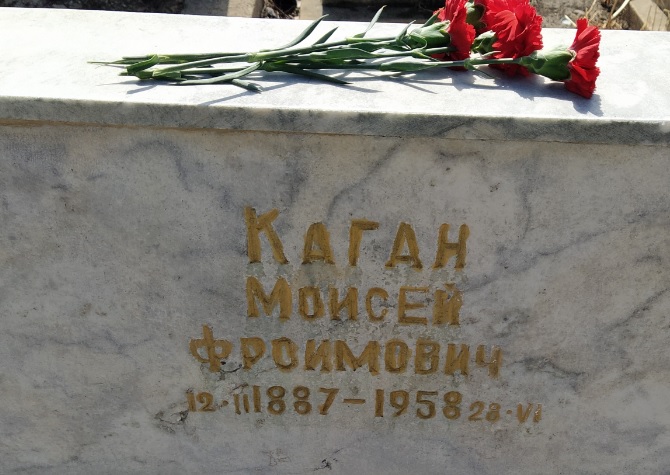 Каган
Моисей
Фроимович
12·III 1887–1958 28·VI